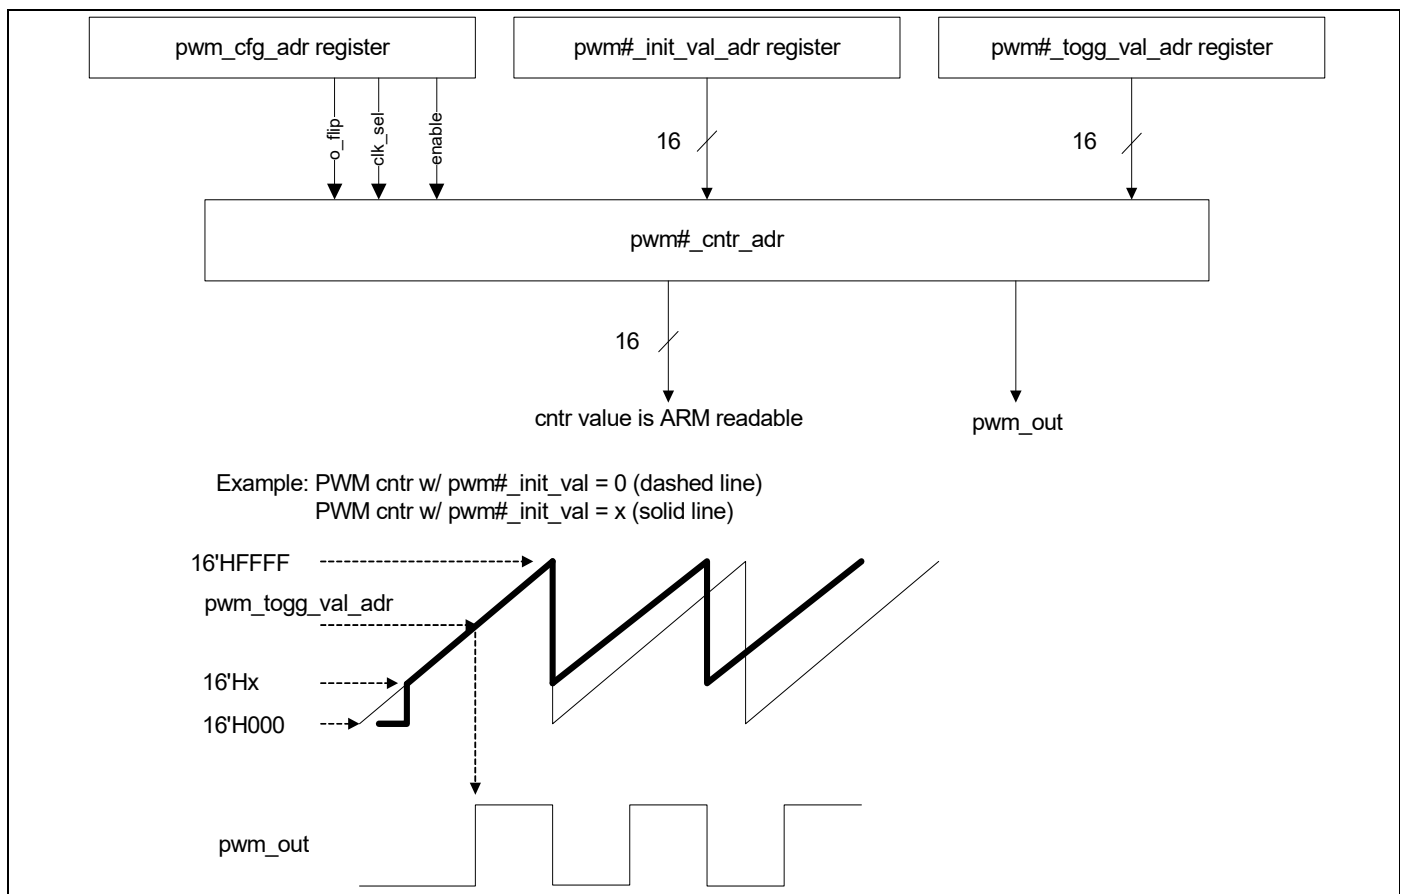 pwm_cfg_adr register
pwm#_init_val_adr register
pwm#_togg_val_adr register
o_flip
clk_sel
enable
16
16
pwm#_cntr_adr
16
cntr value is ARM readable
pwm_out
Example: PWM cntr w/ pwm#_init_val = 0 (dashed line)
PWM cntr w/ pwm#_init_val = x (solid line)
16'HFFFF
pwm_togg_val_adr
16'Hx
16'H000
pwm_out